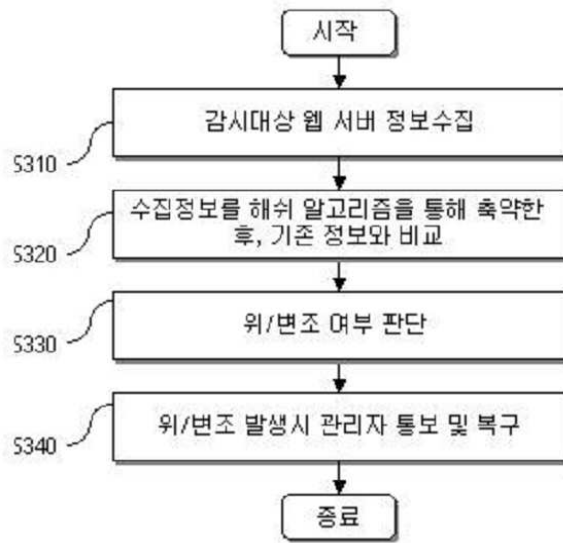 시작
감시대상 웹 서버 정보수집
S310
수집정보를 해쉬 알고리즘을 통해 축약한
후, 기존 정보와 비교
S320
위/변조 여부 판단
S330
위/변조 발생시 관리자 통보 및 복구
S340
종료